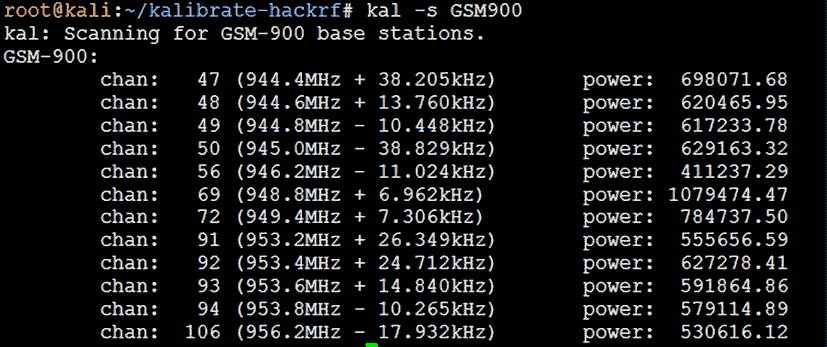 root@kali:~/kalibrate-hackrf# kal -s GSM900
kal: Scanning for GSM-900 base stations.
GSM-900:
chan: 47 (944.4MHz + 38.205kHz) power: 698071.68
chan: 48 (944.6MHz + 13.760kHz) power: 620465.95
chan: 49 (944.8MHz - 10.448kHz) power: 617233.78
chan: 50 (945.0MHz - 38.829kHz) power: 629163.32
chan: 56 (946.2MHz - 11.024kHz) power: 411237.29
chan: 69 (948.8MHz + 6.962kHz) power: 1079474.47
chan: 72 (949.4MHz + 7.306kHz) power: 784737.50
chan: 91 (953.2MHz + 26.349kHz) power: 555656.59
chan: 92 (953.4MHz + 24.712kHz) power: 627278.41
chan: 93 (953.6MHz + 14.840kHz) power: 591864.86
chan: 94 (953.8MHz - 10.265kHz) power: 579114.89
chan: 106 (956.2MHz - 17.932kHz) power: 530616.12